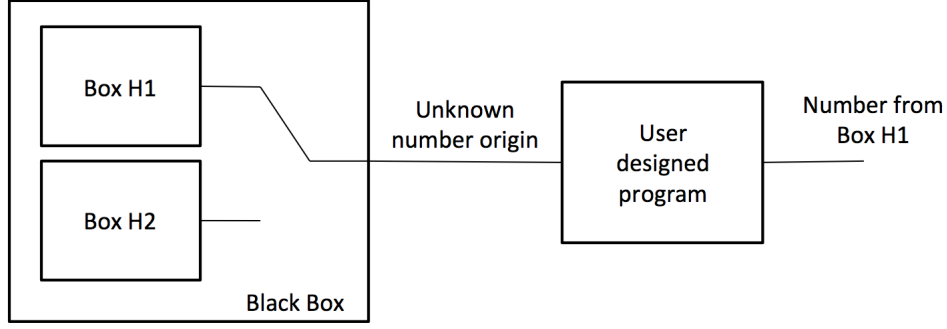 Box H1
Box H2
Black Box
Unknown
number origin
User
designed
program
Number from
Box H1